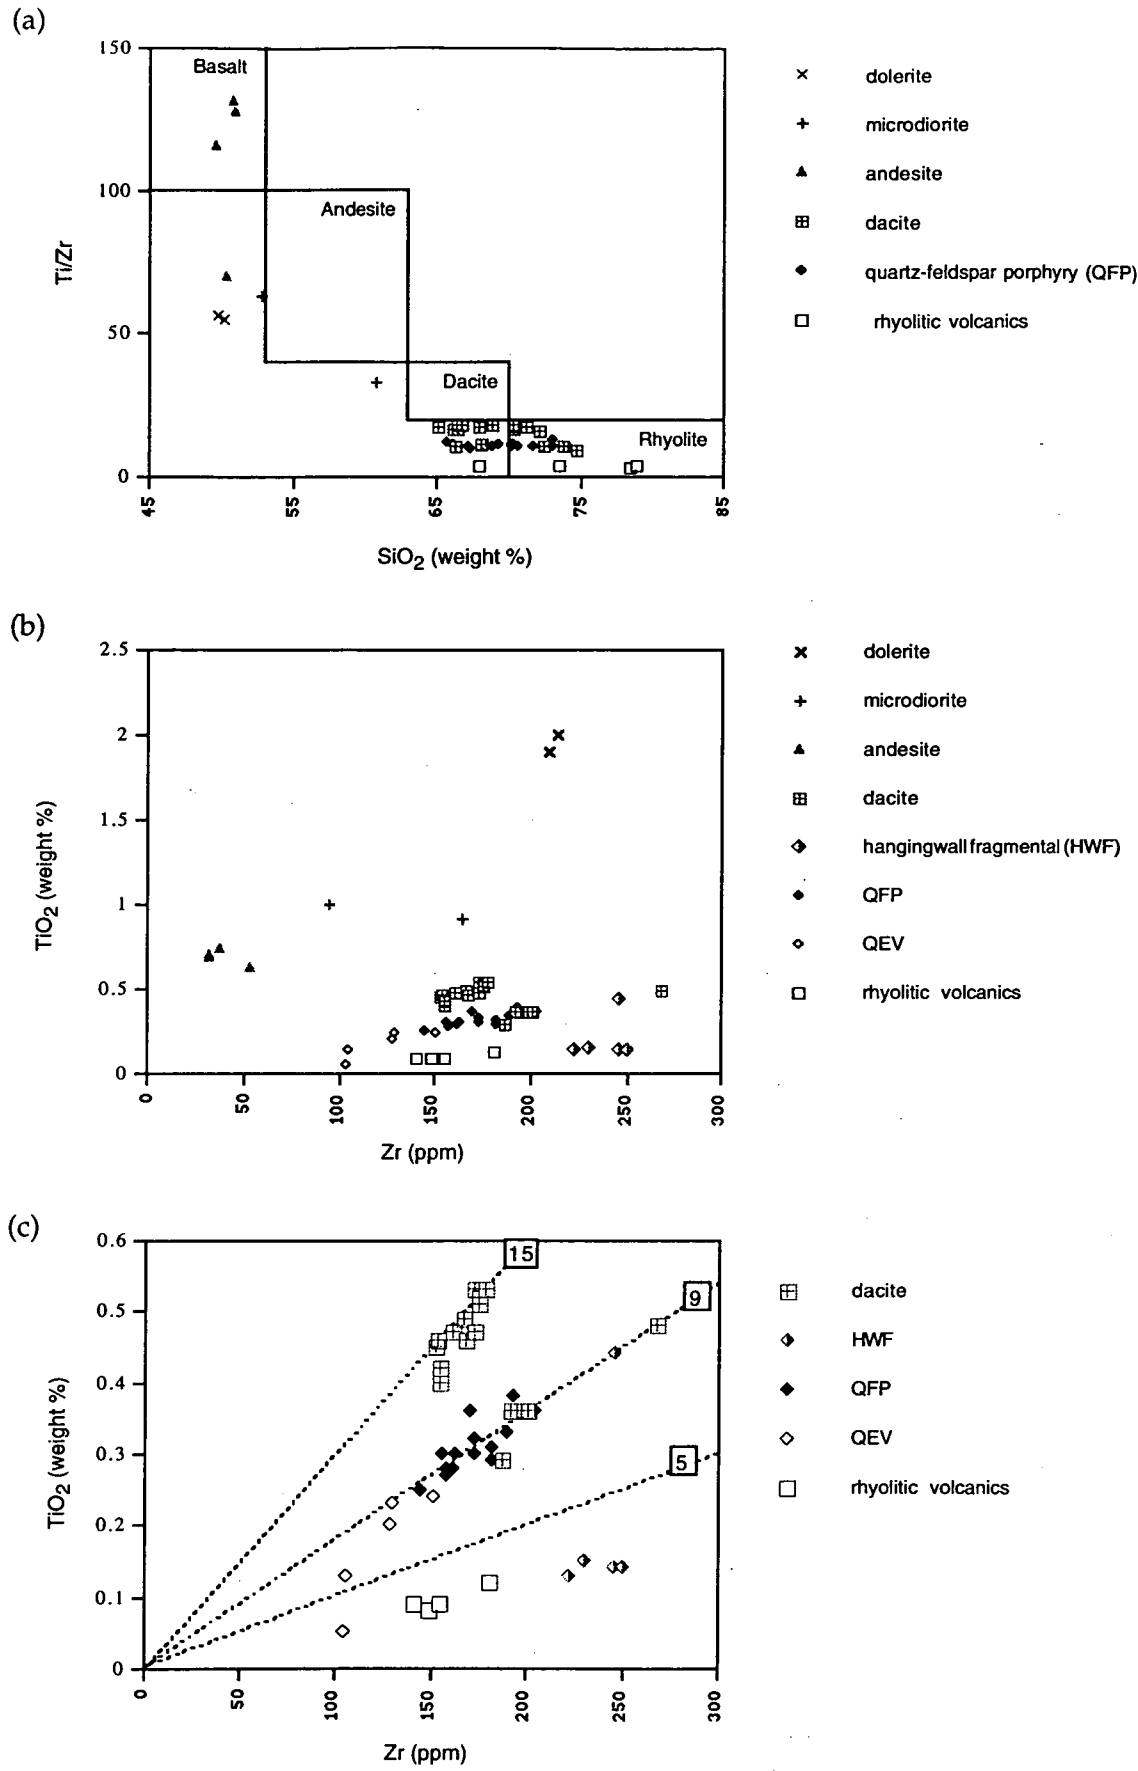 (a)
150
100
50
0
Ti/Zr
Basalt
Andesite
Dacite
Rhyolite
45
55
65
75
85
SiO2 (weight %)
dolerite
microdiorite
andesite
dacite
quartz-feldspar porphyry (QFP)
rhyolitic volcanics
(b)
2.5
2
1.5
1
0.5
0
TiO2 (weight %)
0
50
100
150
200
250
300
Zr (ppm)
dolerite
microdiorite
andesite
dacite
hangingwall fragmental (HWF)
QFP
QEV
rhyolitic volcanics
(c)
0.6
0.5
0.4
0.3
0.2
0.1
0
TiO2 (weight %)
15
9
5
0
50
100
150
200
250
300
Zr (ppm)
dacite
HWF
QFP
QEV
rhyolitic volcanics